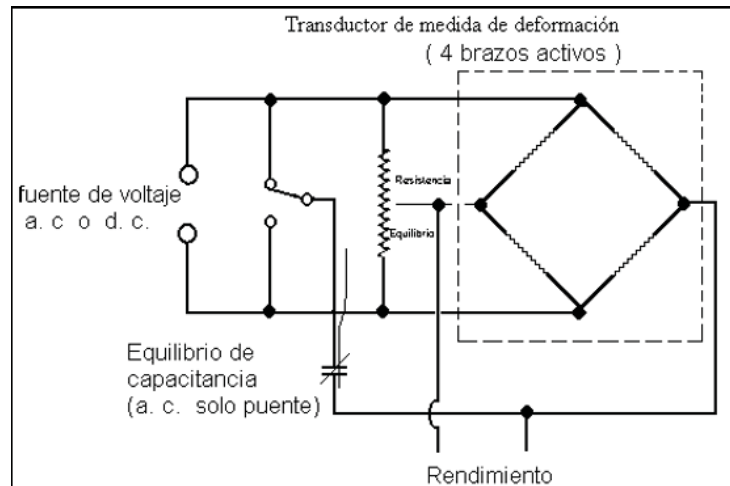 Transductor de medida de deformación
( 4 brazos activos )
fuente de voltaje
a. c o d. c.
Resistencia
Equilibrio
Equilibrio de
capacitancia
(a. c. solo puente)
Rendimiento